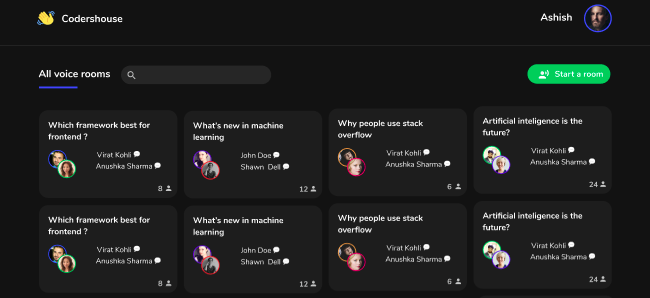 Codershouse
Ashish
All voice rooms
Start a room
Which framework best for
frontend ?
Virat Kohli
Anushka Sharma
8
What's new in machine
learning
John Doe
Shawn Dell
12
Why people use stack
overflow
Virat Kohli
Anushka Sharma
6
Artificial inteligence is the
future?
Virat Kohli
Anushka Sharma
24
Which framework best for
frontend ?
Virat Kohli
Anushka Sharma
8
What's new in machine
learning
John Doe
Shawn Dell
12
Why people use stack
overflow
Virat Kohli
Anushka Sharma
6
Artificial inteligence is the
future?
Virat Kohli
Anushka Sharma
24